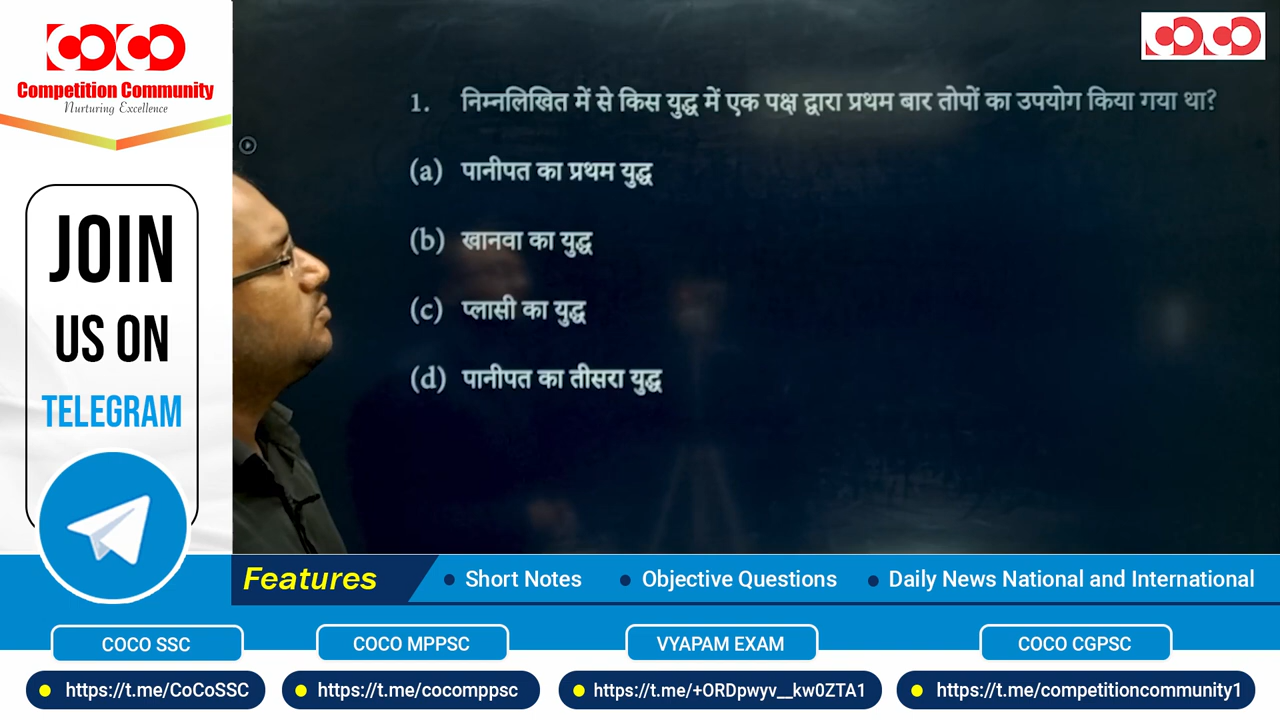 COCO
Competition Community
Nurturing Excellence
JOIN
US ON
TELEGRAM
COCO
1. निम्नलिखित में से किस युद्ध में एक पक्ष द्वारा प्रथम बार तोपों का उपयोग किया गया था?
(a) पानीपत का प्रथम युद्ध
(b) खानवा का युद्ध
(c) प्लासी का युद्ध
(d) पानीपत का तीसरा युद्ध
Features
Short Notes
Objective Questions
Daily News National and International
COCO SSC
COCO MPPSC
VYAPAM EXAM
COCO CGPSC
https://t.me/CoCoSSC
https://t.me/cocomppsc
https://t.me/+ORDpwyv__kw0ZTA1
https://t.me/competitioncommunity1